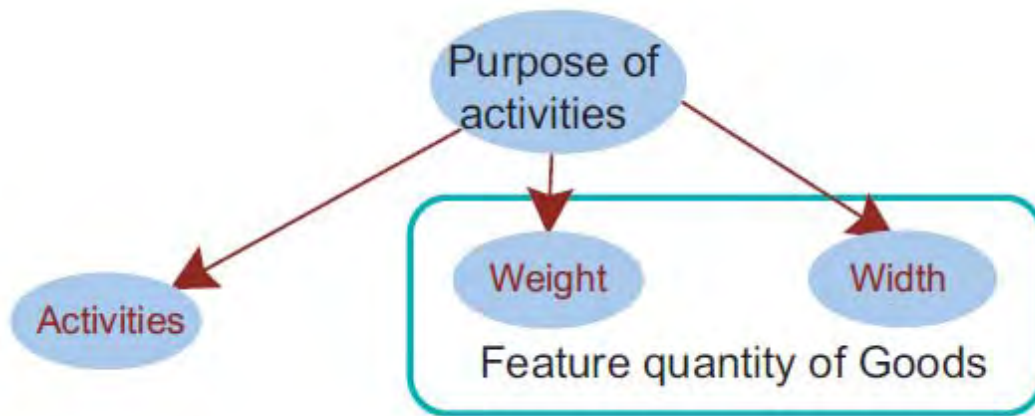 Purpose of
activities
Activities
Weight
Width
Feature quantity of Goods